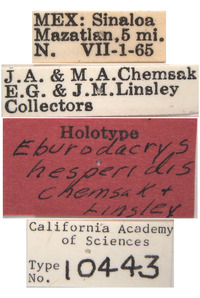 MEX: Sinaloa
Mazatlan, 5 mi.
N. VII-1-65
J.A. & M.A. Chemsak
E.G. & J.M. Linsley
Collectors
Holotype
Eburodacrys
hesperidis
Chemsak &
Linsley
California Academy
of Sciences
Type
No. 10443